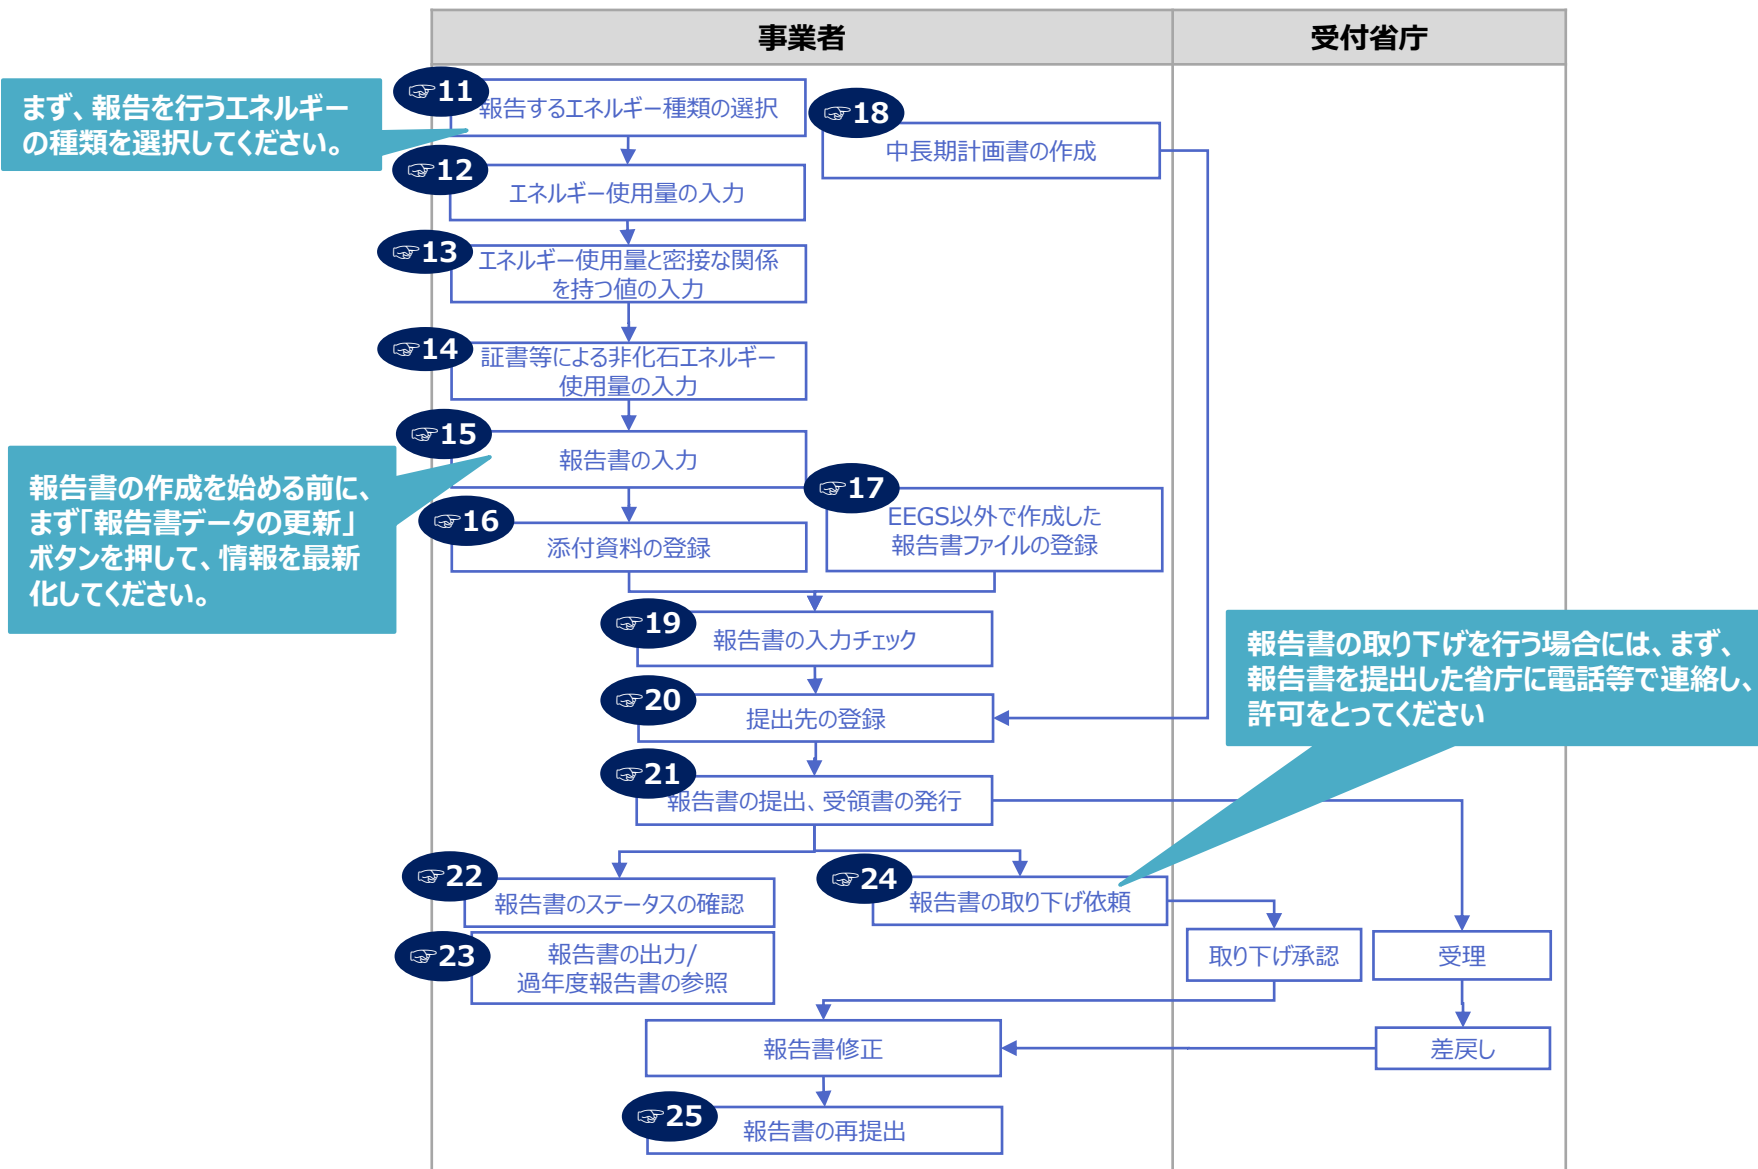 事業者
受付省庁
まず、報告を行うエネルギー
の種類を選択してください。
☞11
報告するエネルギー種類の選択
☞18
中長期計画書の作成
☞12
エネルギー使用量の入力
☞13
エネルギー使用量と密接な関係
を持つ値の入力
☞14
証書等による非化石エネルギー
使用量の入力
☞15
報告書の入力
報告書の作成を始める前に、
まず「報告書データの更新」
ボタンを押して、情報を最新
化してください。
☞16
添付資料の登録
☞17
EEGS以外で作成した
報告書ファイルの登録
☞19
報告書の入力チェック
報告書の取り下げを行う場合には、まず、
報告書を提出した省庁に電話等で連絡し、
許可をとってください
☞20
提出先の登録
☞21
報告書の提出、受領書の発行
☞22
報告書のステータスの確認
☞24
報告書の取り下げ依頼
☞23
報告書の出力/
過年度報告書の参照
取り下げ承認
受理
報告書修正
差戻し
☞25
報告書の再提出